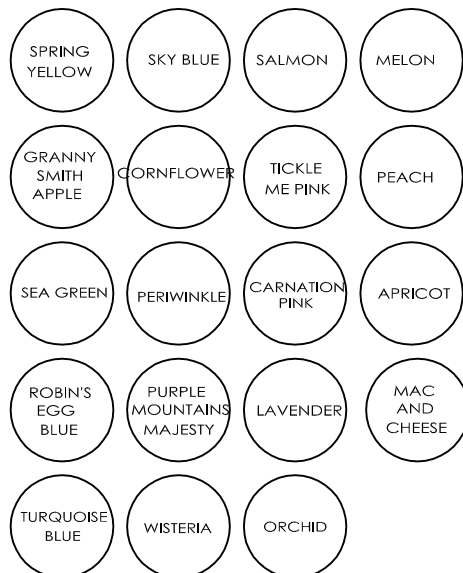 SPRING
YELLOW
SKY BLUE
SALMON
MELON
GRANNY
SMITH
APPLE
CORNFLOWER
TICKLE
ME PINK
PEACH
SEA GREEN
PERIWINKLE
CARNATION
PINK
APRICOT
ROBIN'S
EGG
BLUE
PURPLE
MOUNTAINS
MAJESTY
LAVENDER
MAC
AND
CHEESE
TURQUOISE
BLUE
WISTERIA
ORCHID